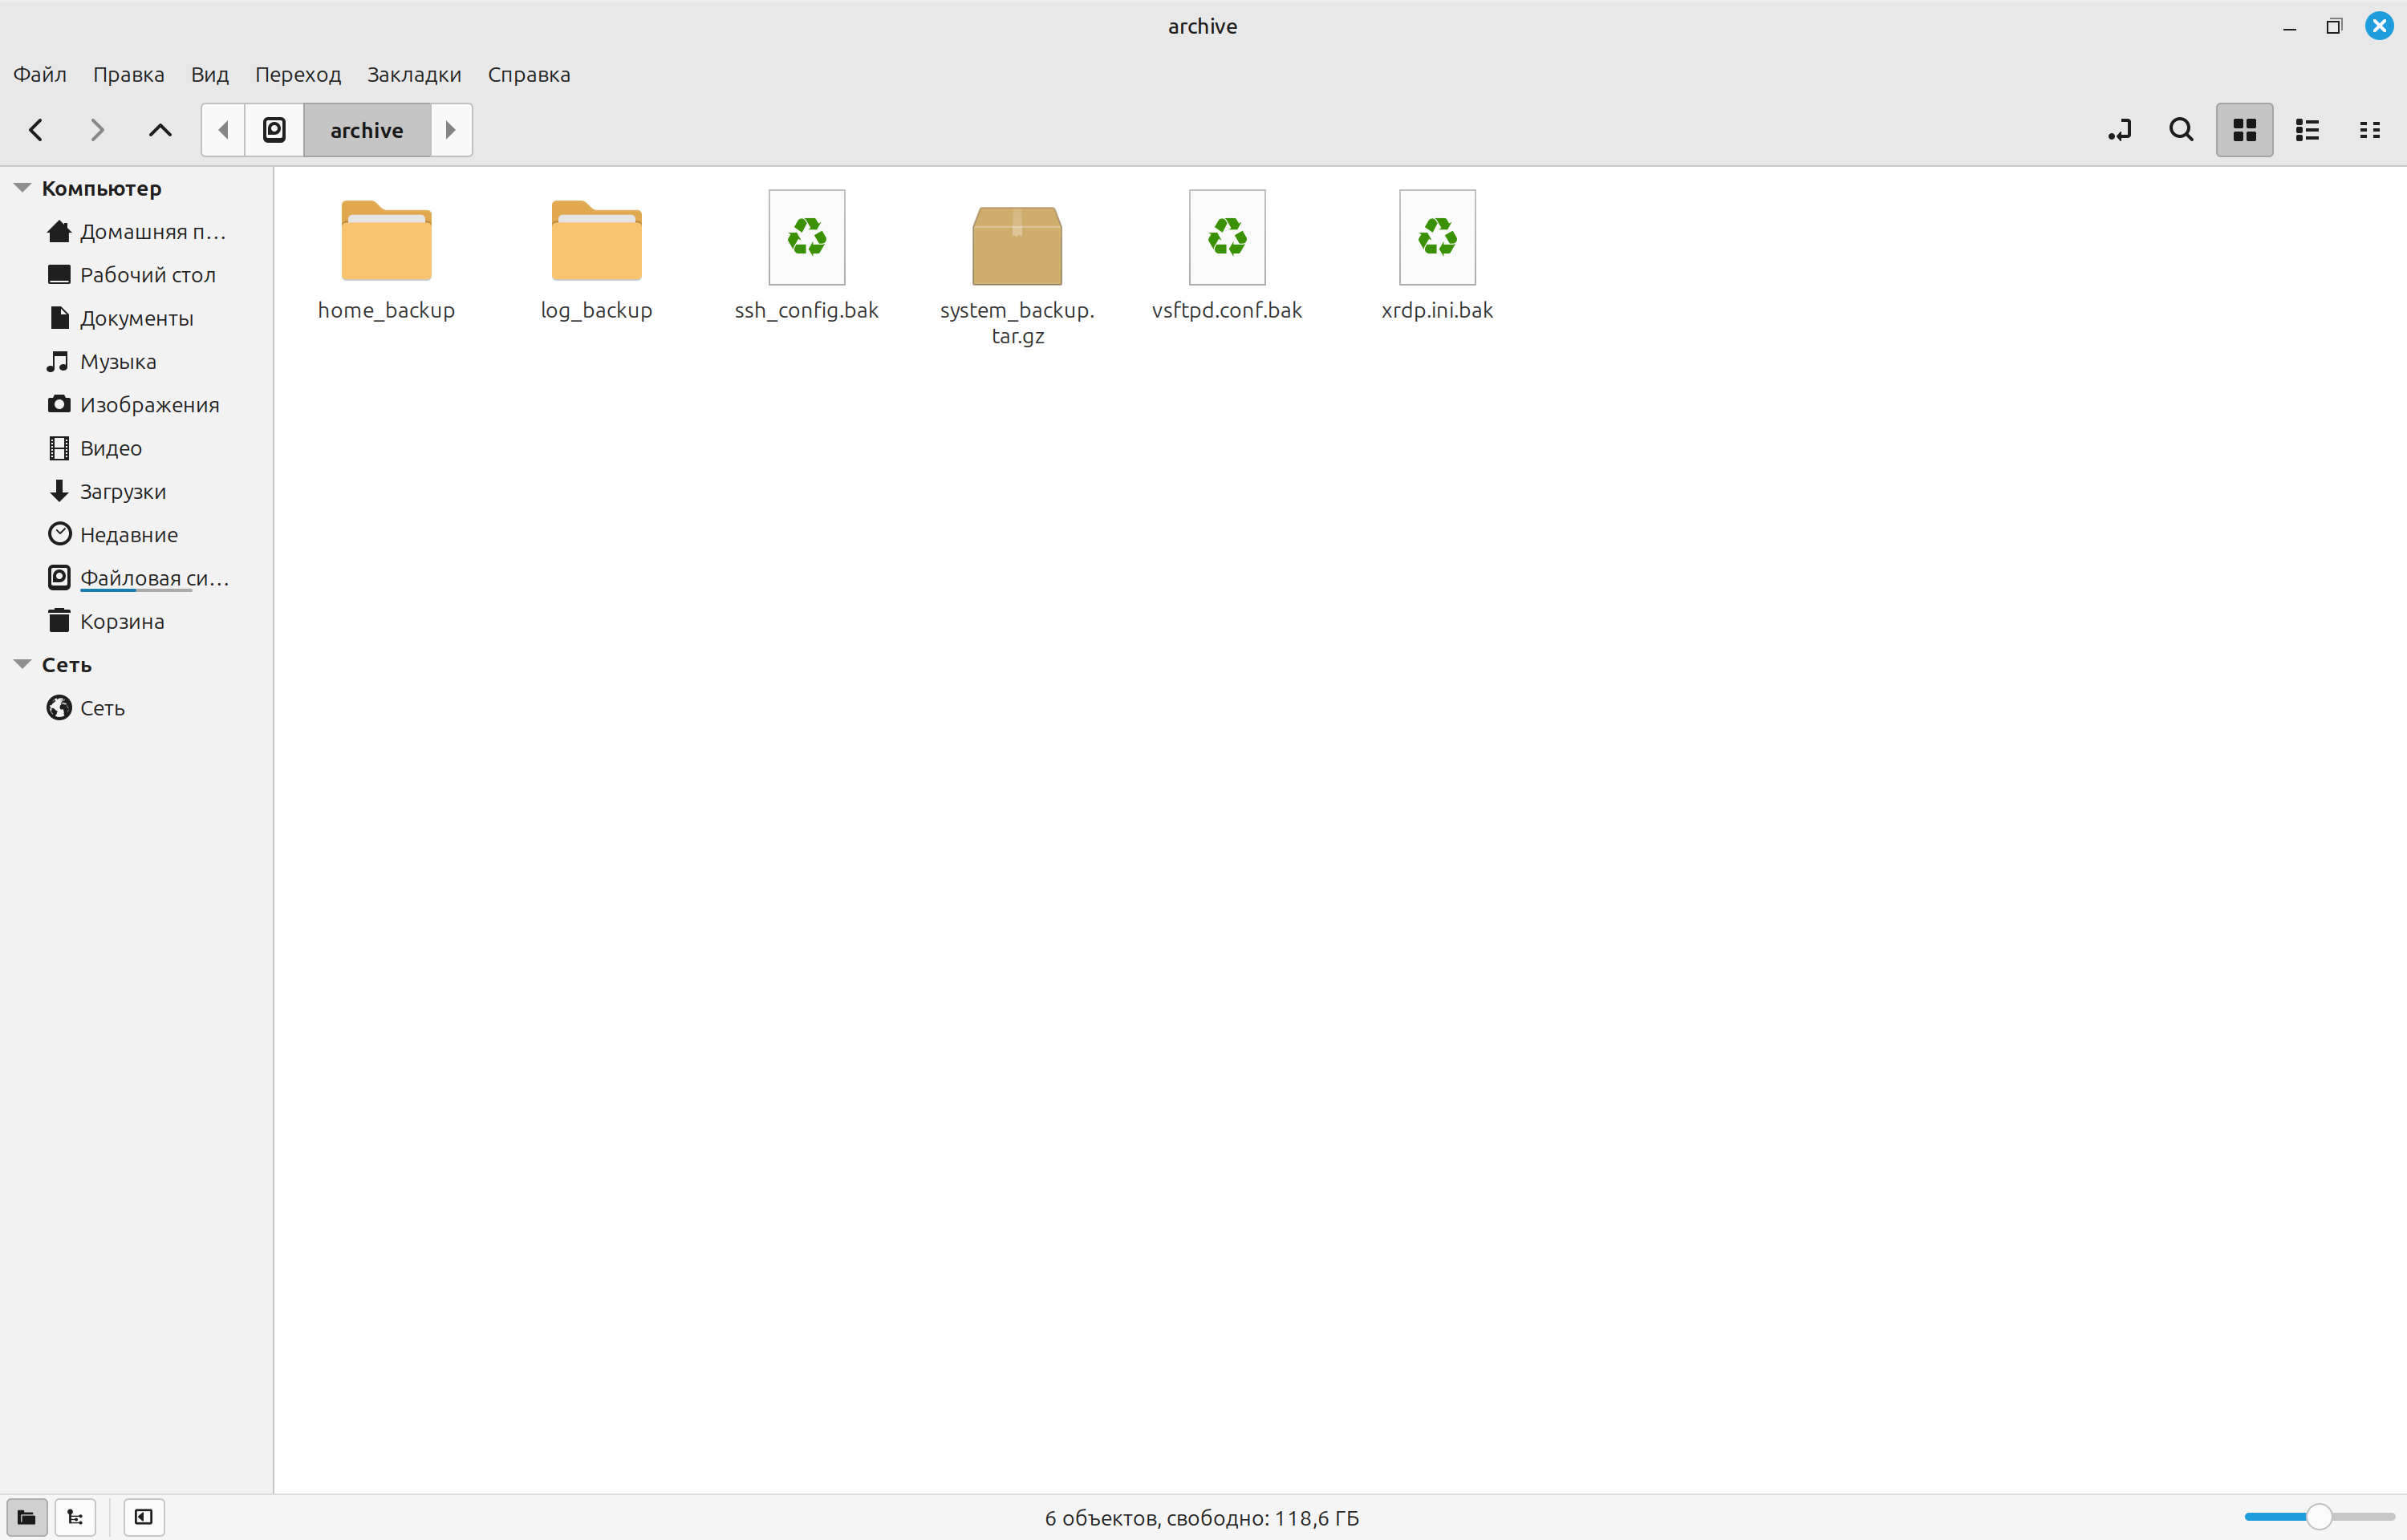 archive
Файл Правка Вид Переход Закладки Справка
archive
Компьютер
Домашняя п…
Рабочий стол
Документы
Музыка
Изображения
Видео
Загрузки
Недавние
Файловая си…
Корзина
Сеть
Сеть
home_backup
log_backup
ssh_config.bak
system_backup.
tar.gz
vsftpd.conf.bak
xrdp.ini.bak
6 объектов, свободно: 118,6 ГБ